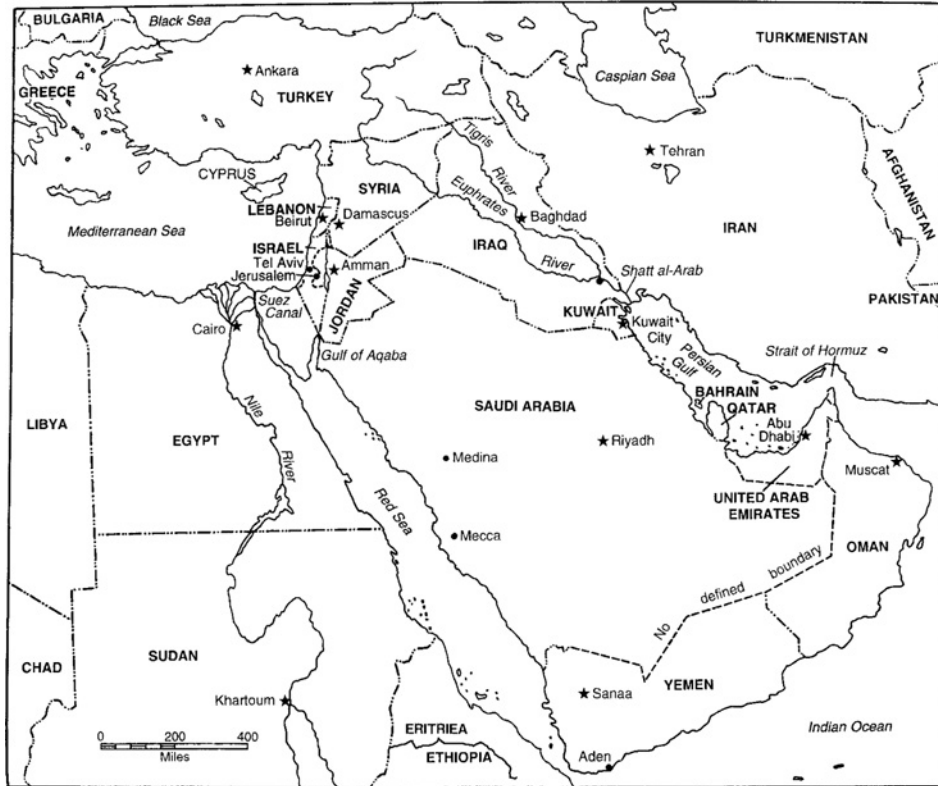 BULGARIA
Black Sea
TURKMENISTAN
Ankara
GREECE
TURKEY
Caspian Sea
Tigris
River
Tehran
AFGHANISTAN
CYPRUS
SYRIA
Euphrates
LEBANON
Beirut
Damascus
Baghdad
IRAN
Mediterranean Sea
ISRAEL
IRAQ
Tel Aviv
Jerusalem
Amman
River
Shatt al-Arab
Suez
Canal
JORDAN
KUWAIT
Kuwait
City
PAKISTAN
Cairo
Gulf of Aqaba
Persian
Gulf
Strait of Hormuz
BAHRAIN
QATAR
Abu
Dhabi
LIBYA
Nile
River
EGYPT
SAUDI ARABIA
Riyadh
Medina
Muscat
UNITED ARAB
EMIRATES
Red Sea
Mecca
OMAN
No defined boundary
CHAD
SUDAN
Khartoum
Sanaa
YEMEN
Indian Ocean
ERITRIEA
ETHIOPIA
Aden
0 200 400
Miles